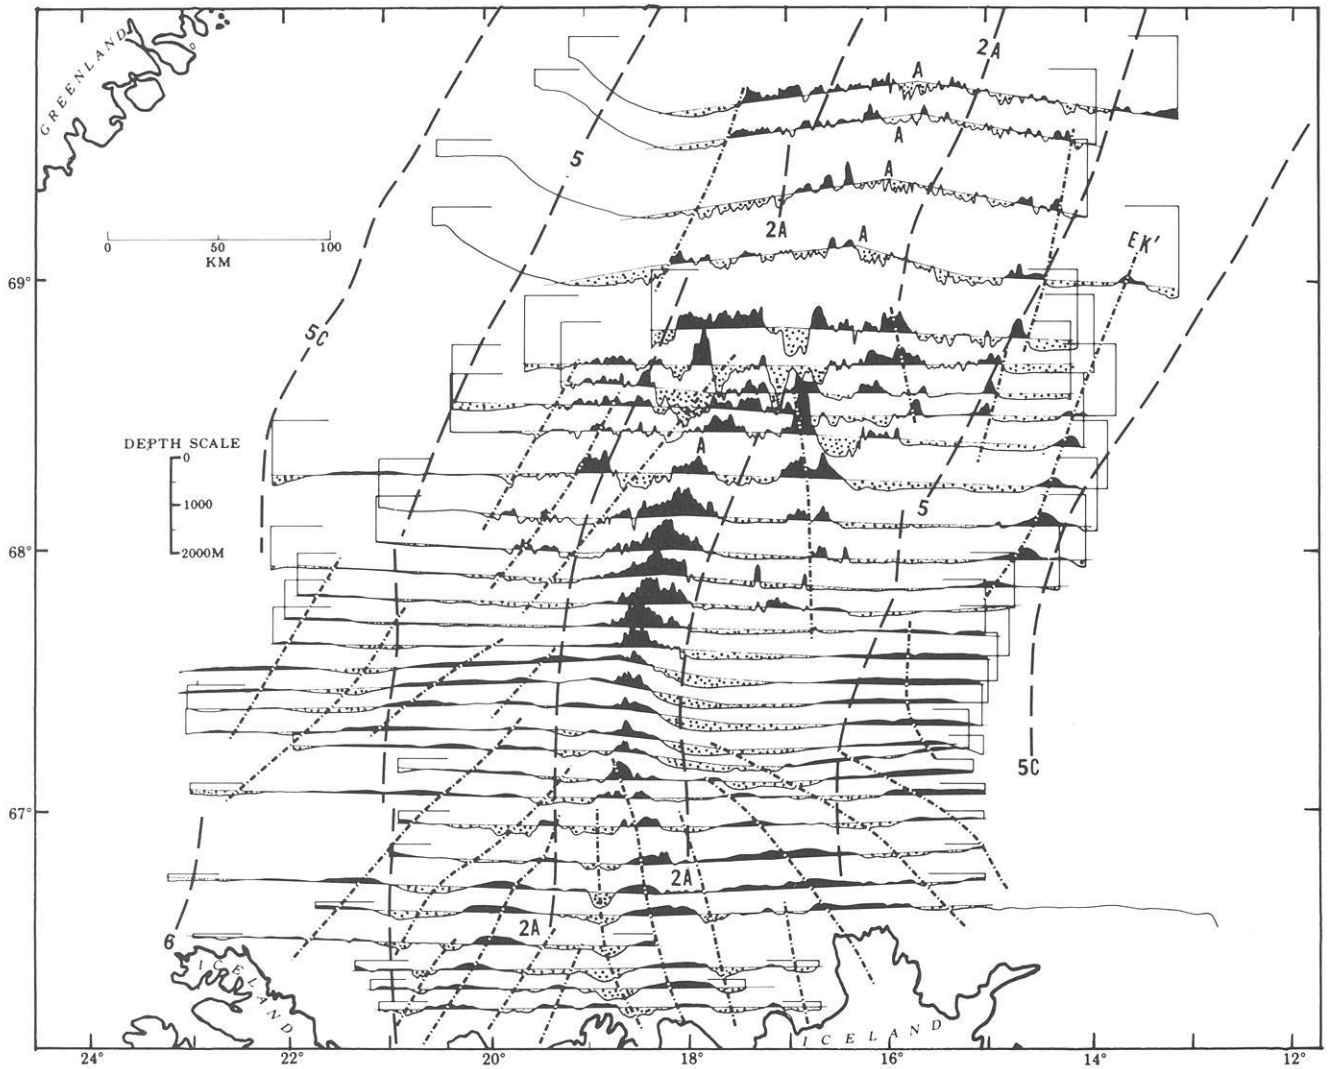 GREENLAND
2A
A
A
5
A
2A
A
EK'
0 50 100
KM
69°
5C
DEPTH SCALE
0
1000
2000M
A
5
68°
5C
67°
2A
2A
6
ICELAND
ICELAND
24° 22° 20° 18° 16° 14° 12°